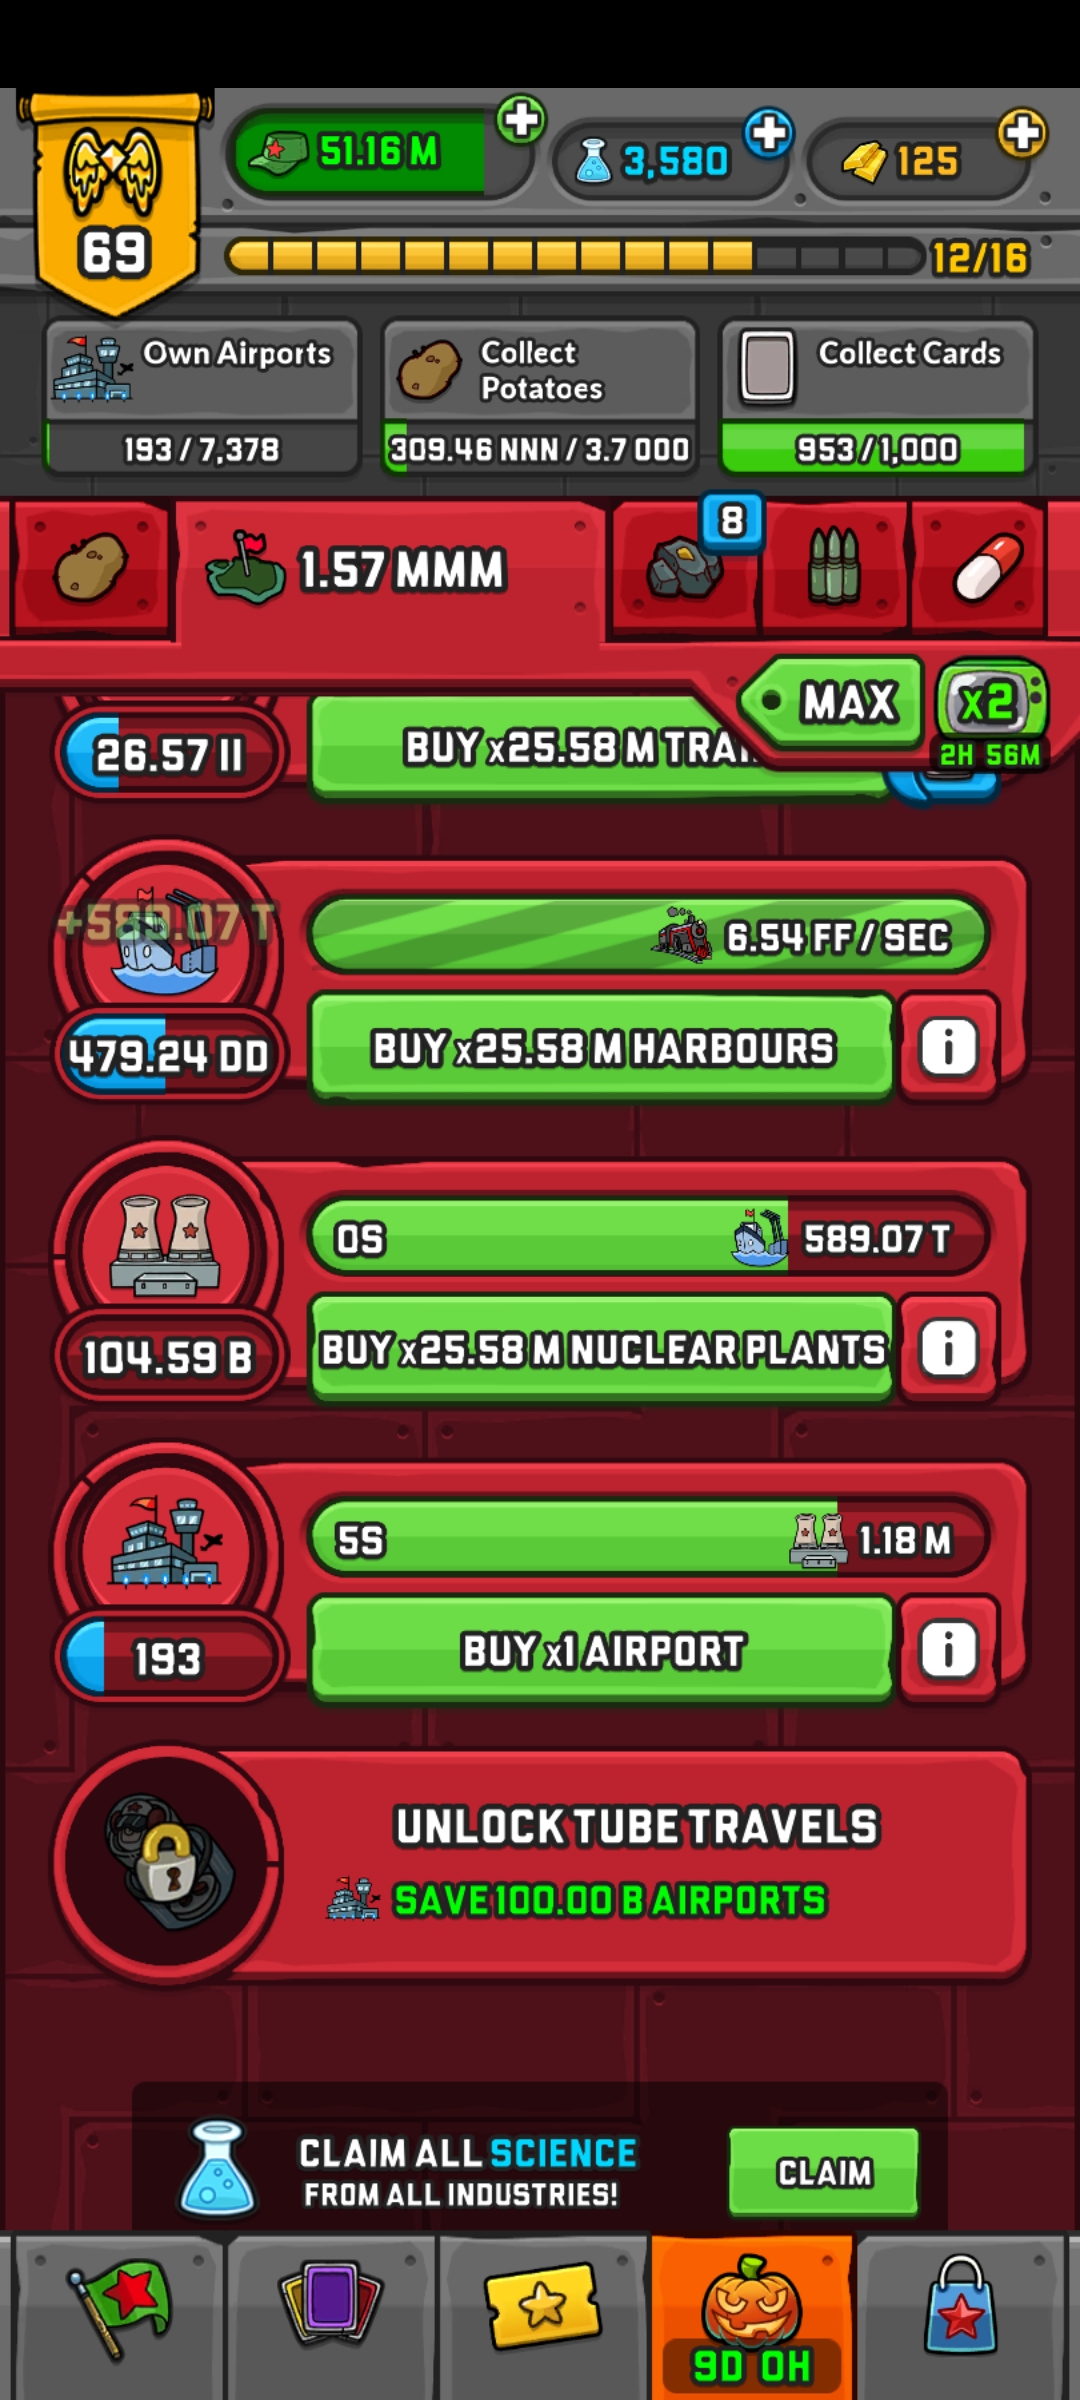 51.16 M
3,580
125
69
12/16
Own Airports
193 / 7,378
Collect
Potatoes
309.46 NNN / 3.7 OOO
Collect Cards
953 / 1,000
1.57 MMM
8
MAX
x2
2H 56M
26.57 II
BUY x25.58 M
+589.07 T
6.54 FF / SEC
479.24 DD
BUY x25.58 M HARBOURS
i
0S
589.07 T
104.59 B
BUY x25.58 M NUCLEAR PLANTS
i
5S
1.18 M
193
BUY x1 AIRPORT
i
UNLOCK TUBE TRAVELS
SAVE 100.00 B AIRPORTS
CLAIM ALL SCIENCE
FROM ALL INDUSTRIES!
CLAIM
9D 0H